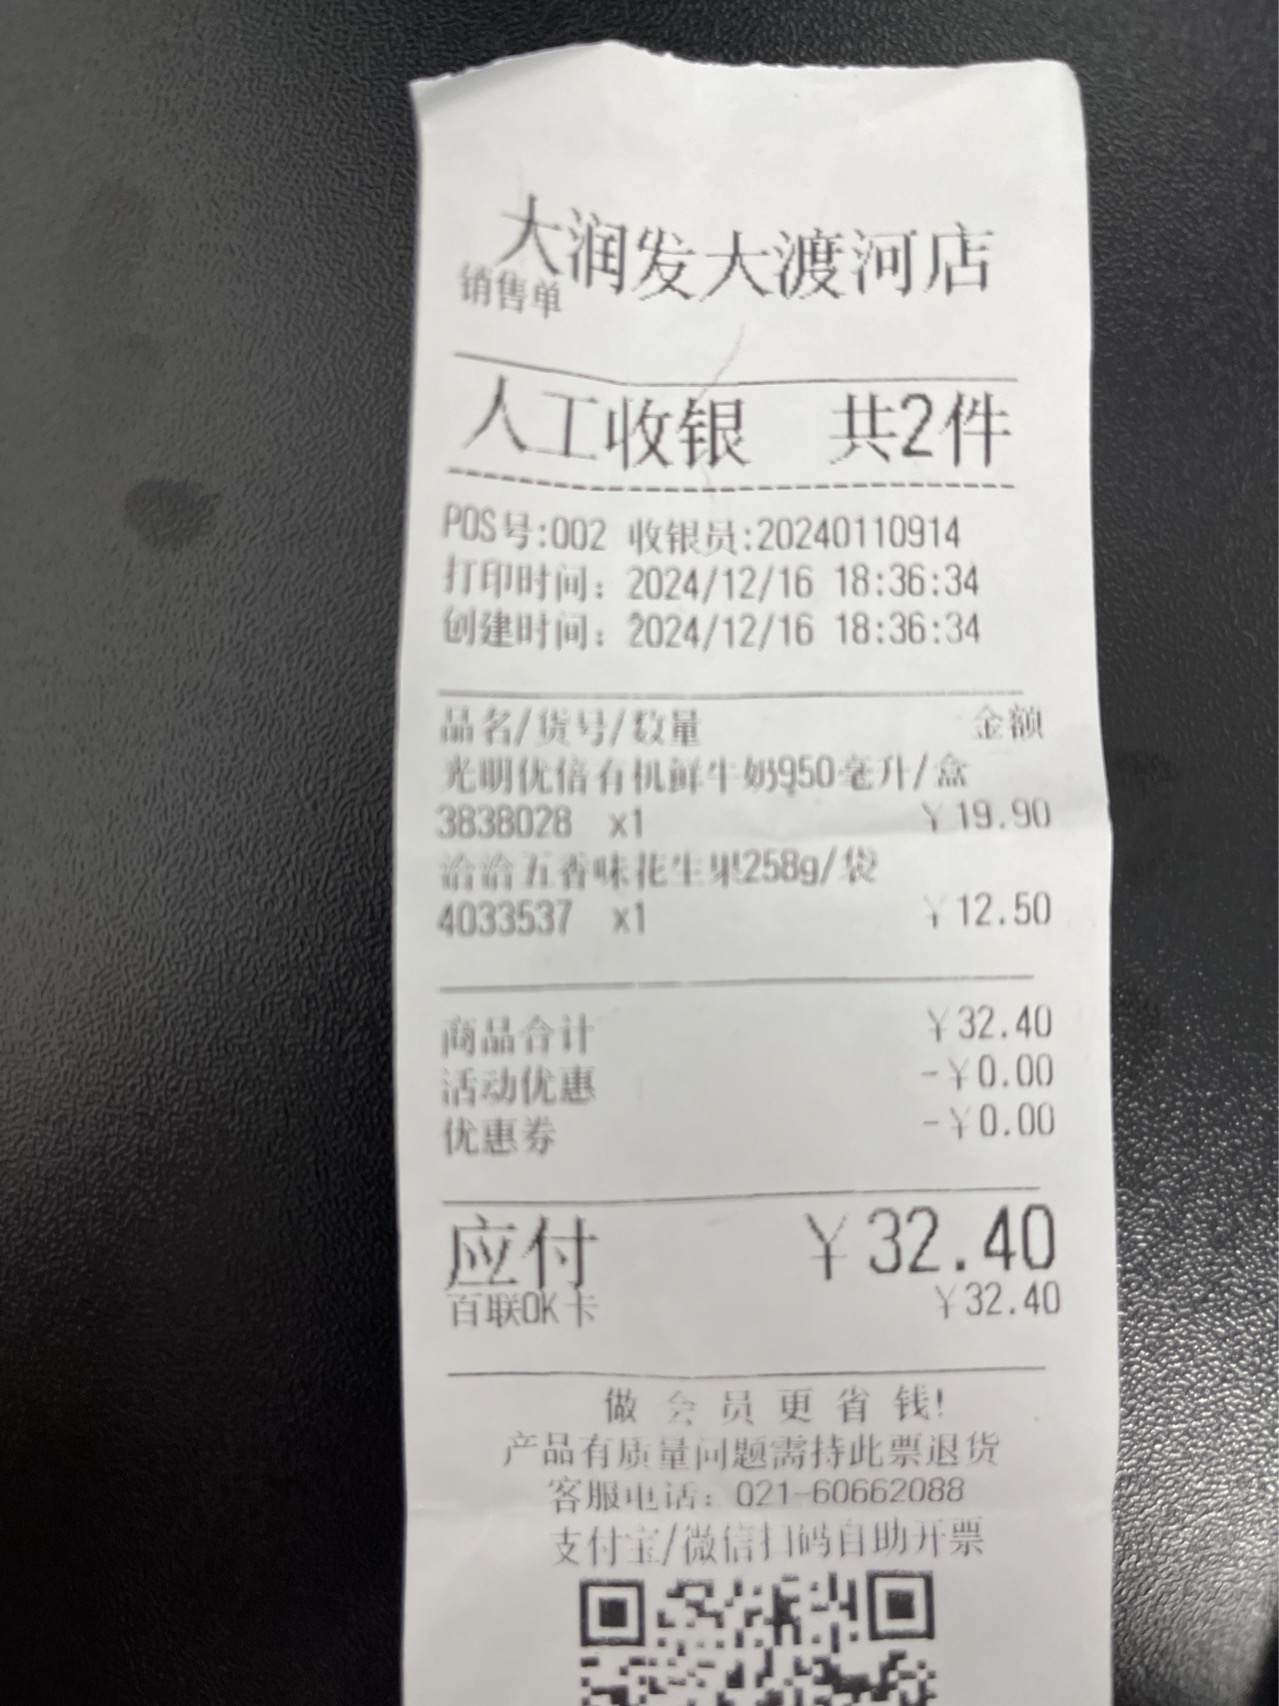 大润发大渡河店
销售单
人工收银 共2件
POS号:002 收银员:20240110914
打印时间: 2024/12/16 18:36:34
创建时间: 2024/12/16 18:36:34
品名/货号/数量 金额
光明优倍有机鲜牛奶950毫升/盒
3838028 x1 ¥19.90
洽洽五香味花生果258g/袋
4033537 x1 ¥12.50
商品合计 ¥32.40
活动优惠 -¥0.00
优惠券 -¥0.00
应付 ¥32.40
百联OK卡 ¥32.40
做会员更省钱!
产品有质量问题需持此票退货
客服电话: 021-60662088
支付宝/微信扫码自助开票